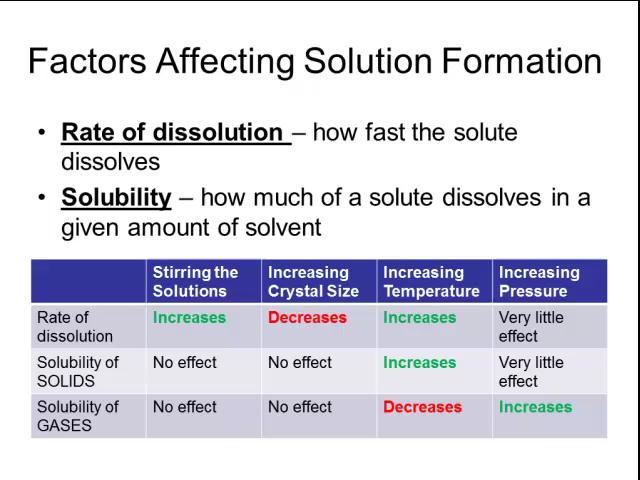 Factors Affecting Solution Formation
• Rate of dissolution – how fast the solute
dissolves
• Solubility – how much of a solute dissolves in a
given amount of solvent
Stirring the Solutions Increasing Crystal Size Increasing Temperature Increasing Pressure
Rate of dissolution Increases Decreases Increases Very little effect
Solubility of SOLIDS No effect No effect Increases Very little effect
Solubility of GASES No effect No effect Decreases Increases